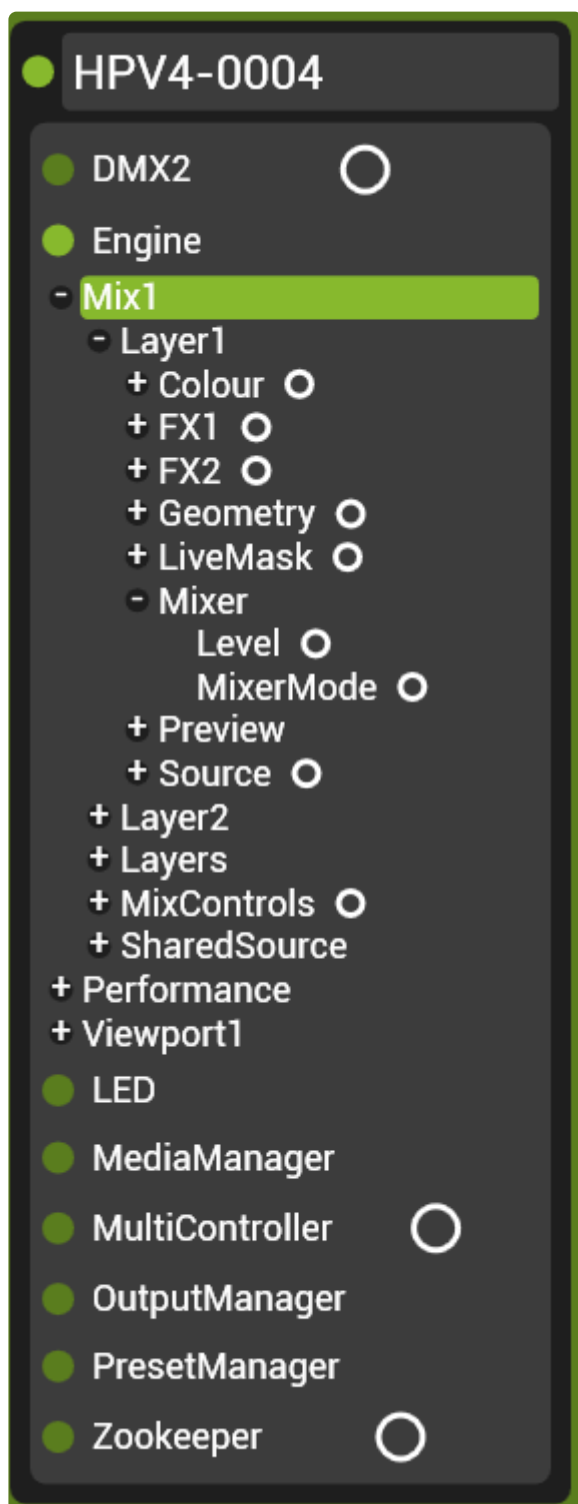 HPV4-0004
DMX2
Engine
- Mix1
- Layer1
+ Colour
+ FX1
+ FX2
+ Geometry
+ LiveMask
- Mixer
Level
MixerMode
+ Preview
+ Source
+ Layer2
+ Layers
+ MixControls
+ SharedSource
+ Performance
+ Viewport1
LED
MediaManager
MultiController
OutputManager
PresetManager
Zookeeper